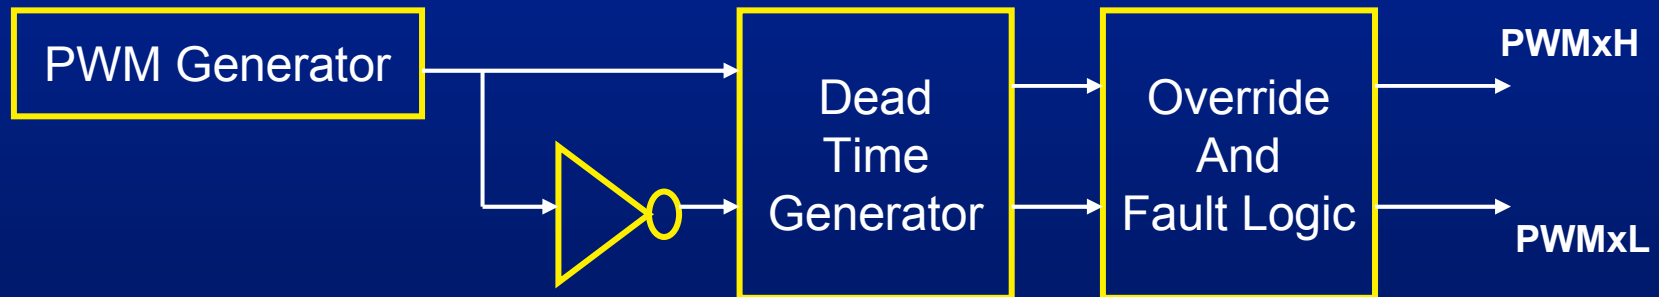 PWM Generator
Dead
Time
Generator
Override
And
Fault Logic
PWMxH
PWMxL